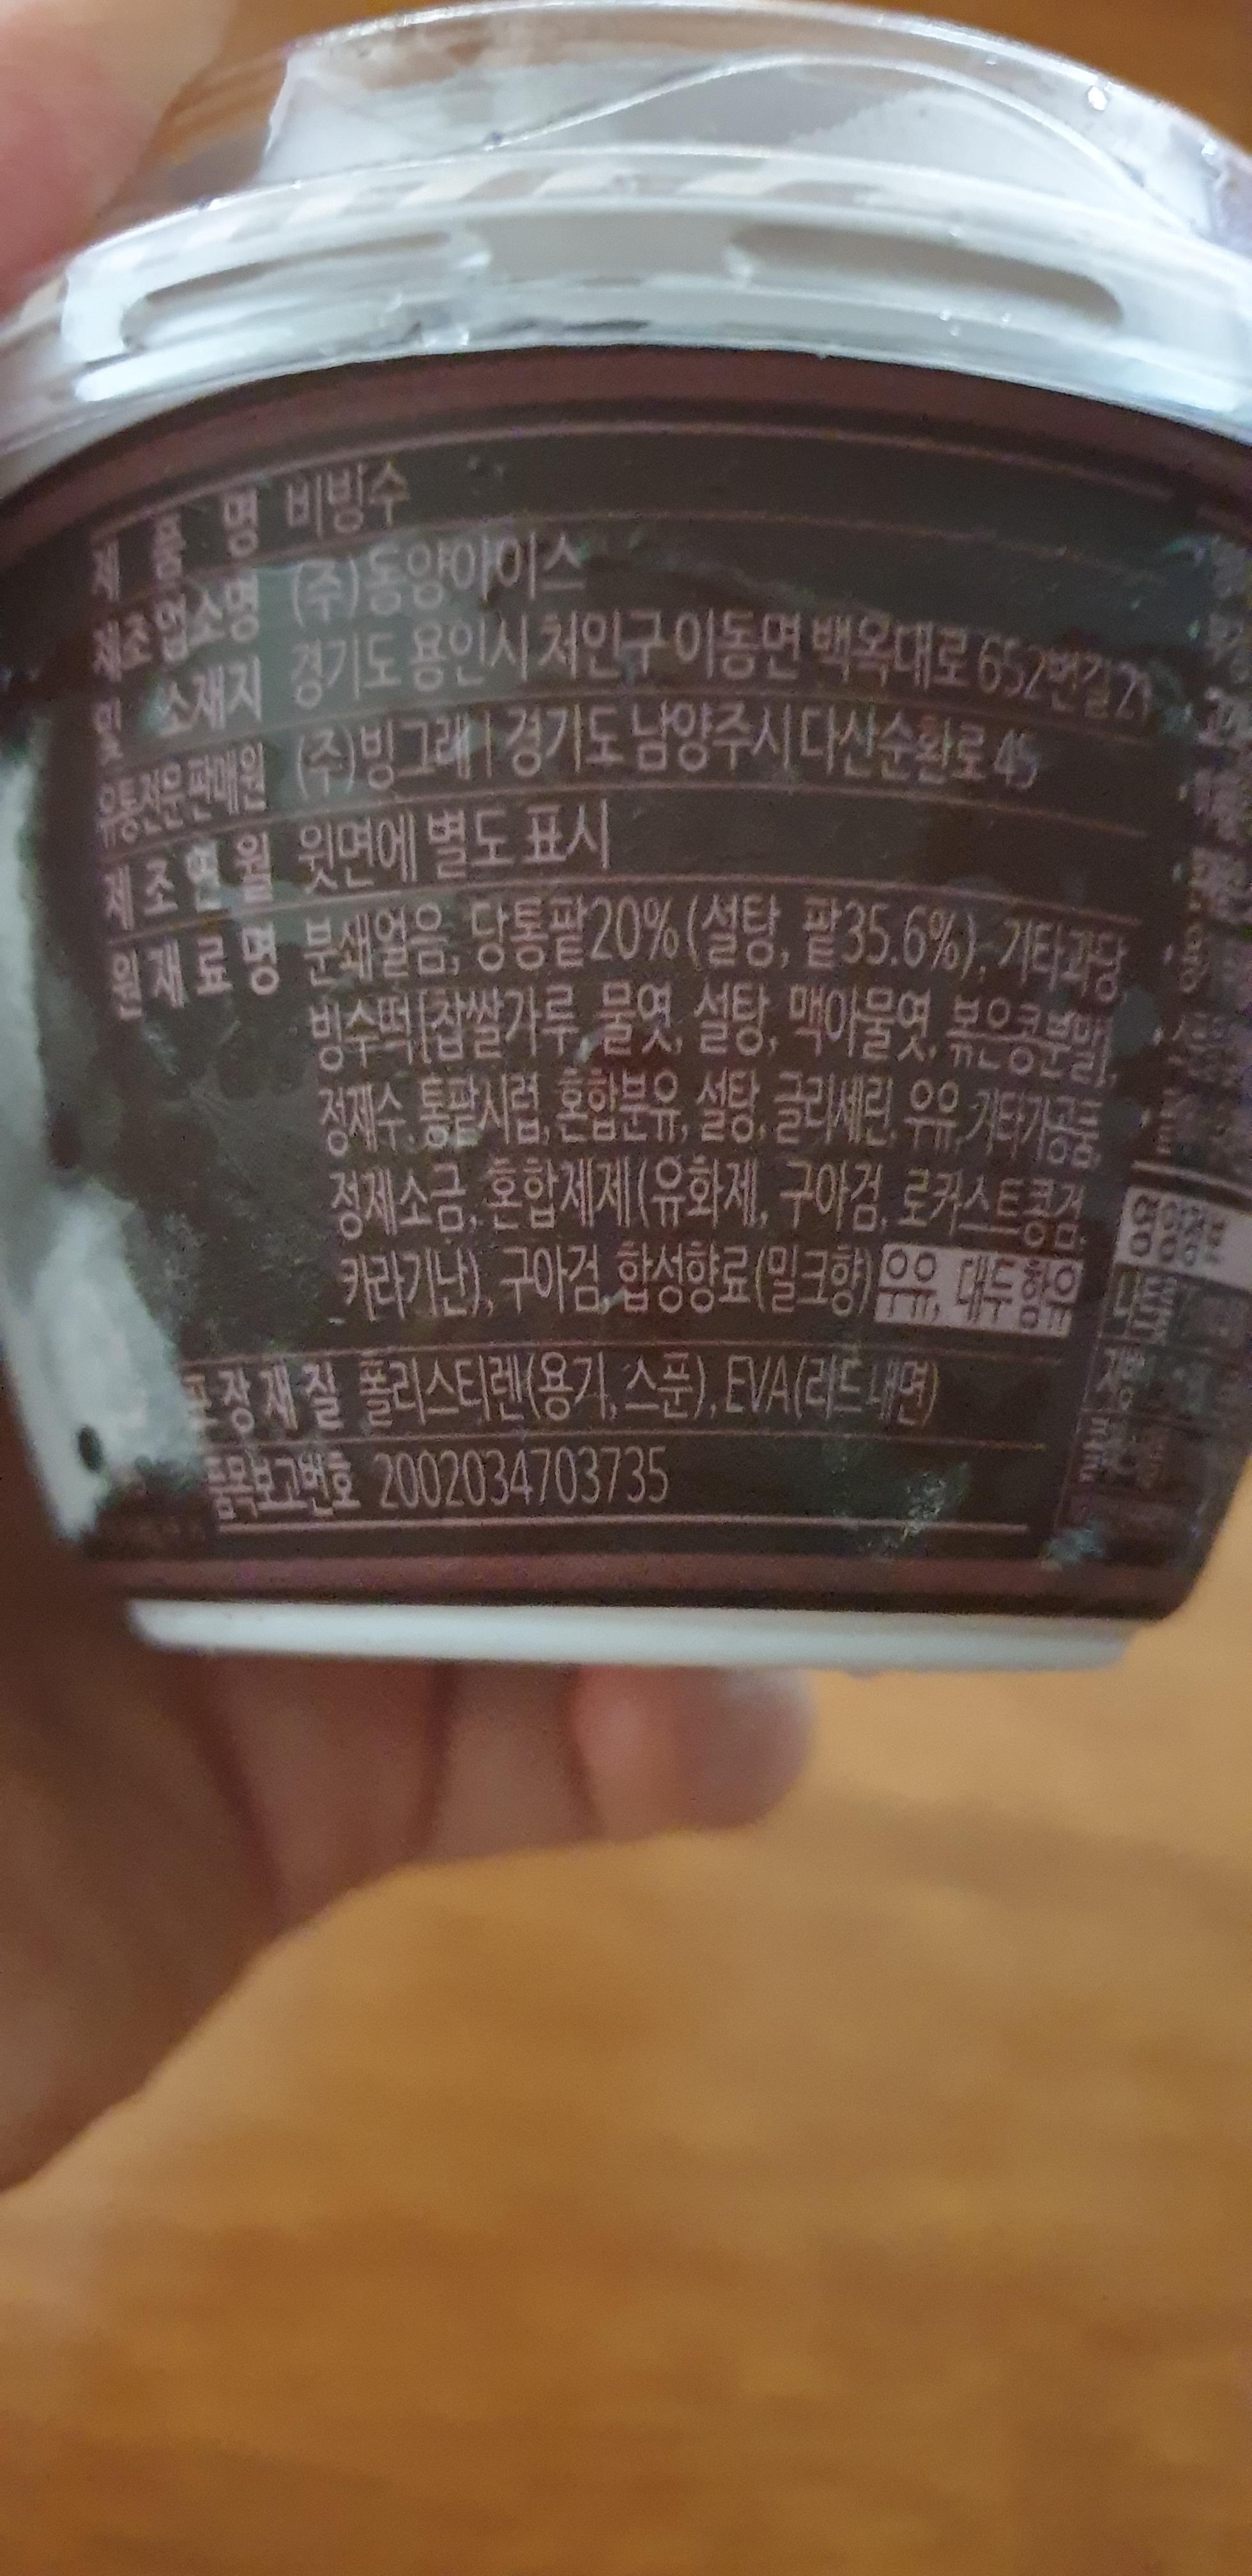 제 품 명 비빙수
제조업소명 (주)동양아이스
및 소재지 경기도 용인시 처인구 이동면 백옥대로 652번길 21
유통전문판매원 (주)빙그레 | 경기도 남양주시 다산순환로 45
제 조 연 월 윗면에 별도 표시
원 재 료 명 분쇄얼음, 당통팥20%(설탕, 팥35.6%), 기타과당
빙수떡[찹쌀가루, 물엿, 설탕, 맥아물엿, 볶은콩분말],
정제수, 통팥시럽, 혼합분유, 설탕, 글리세린, 우유, 기타가공품
정제소금, 혼합제제(유화제, 구아검, 로커스트콩검,
카라기난), 구아검, 합성향료(밀크향) 우유, 대두 함유
포 장 재 질 폴리스티렌(용기, 스푼), EVA(리드 내면)
품목보고번호 2002034703735